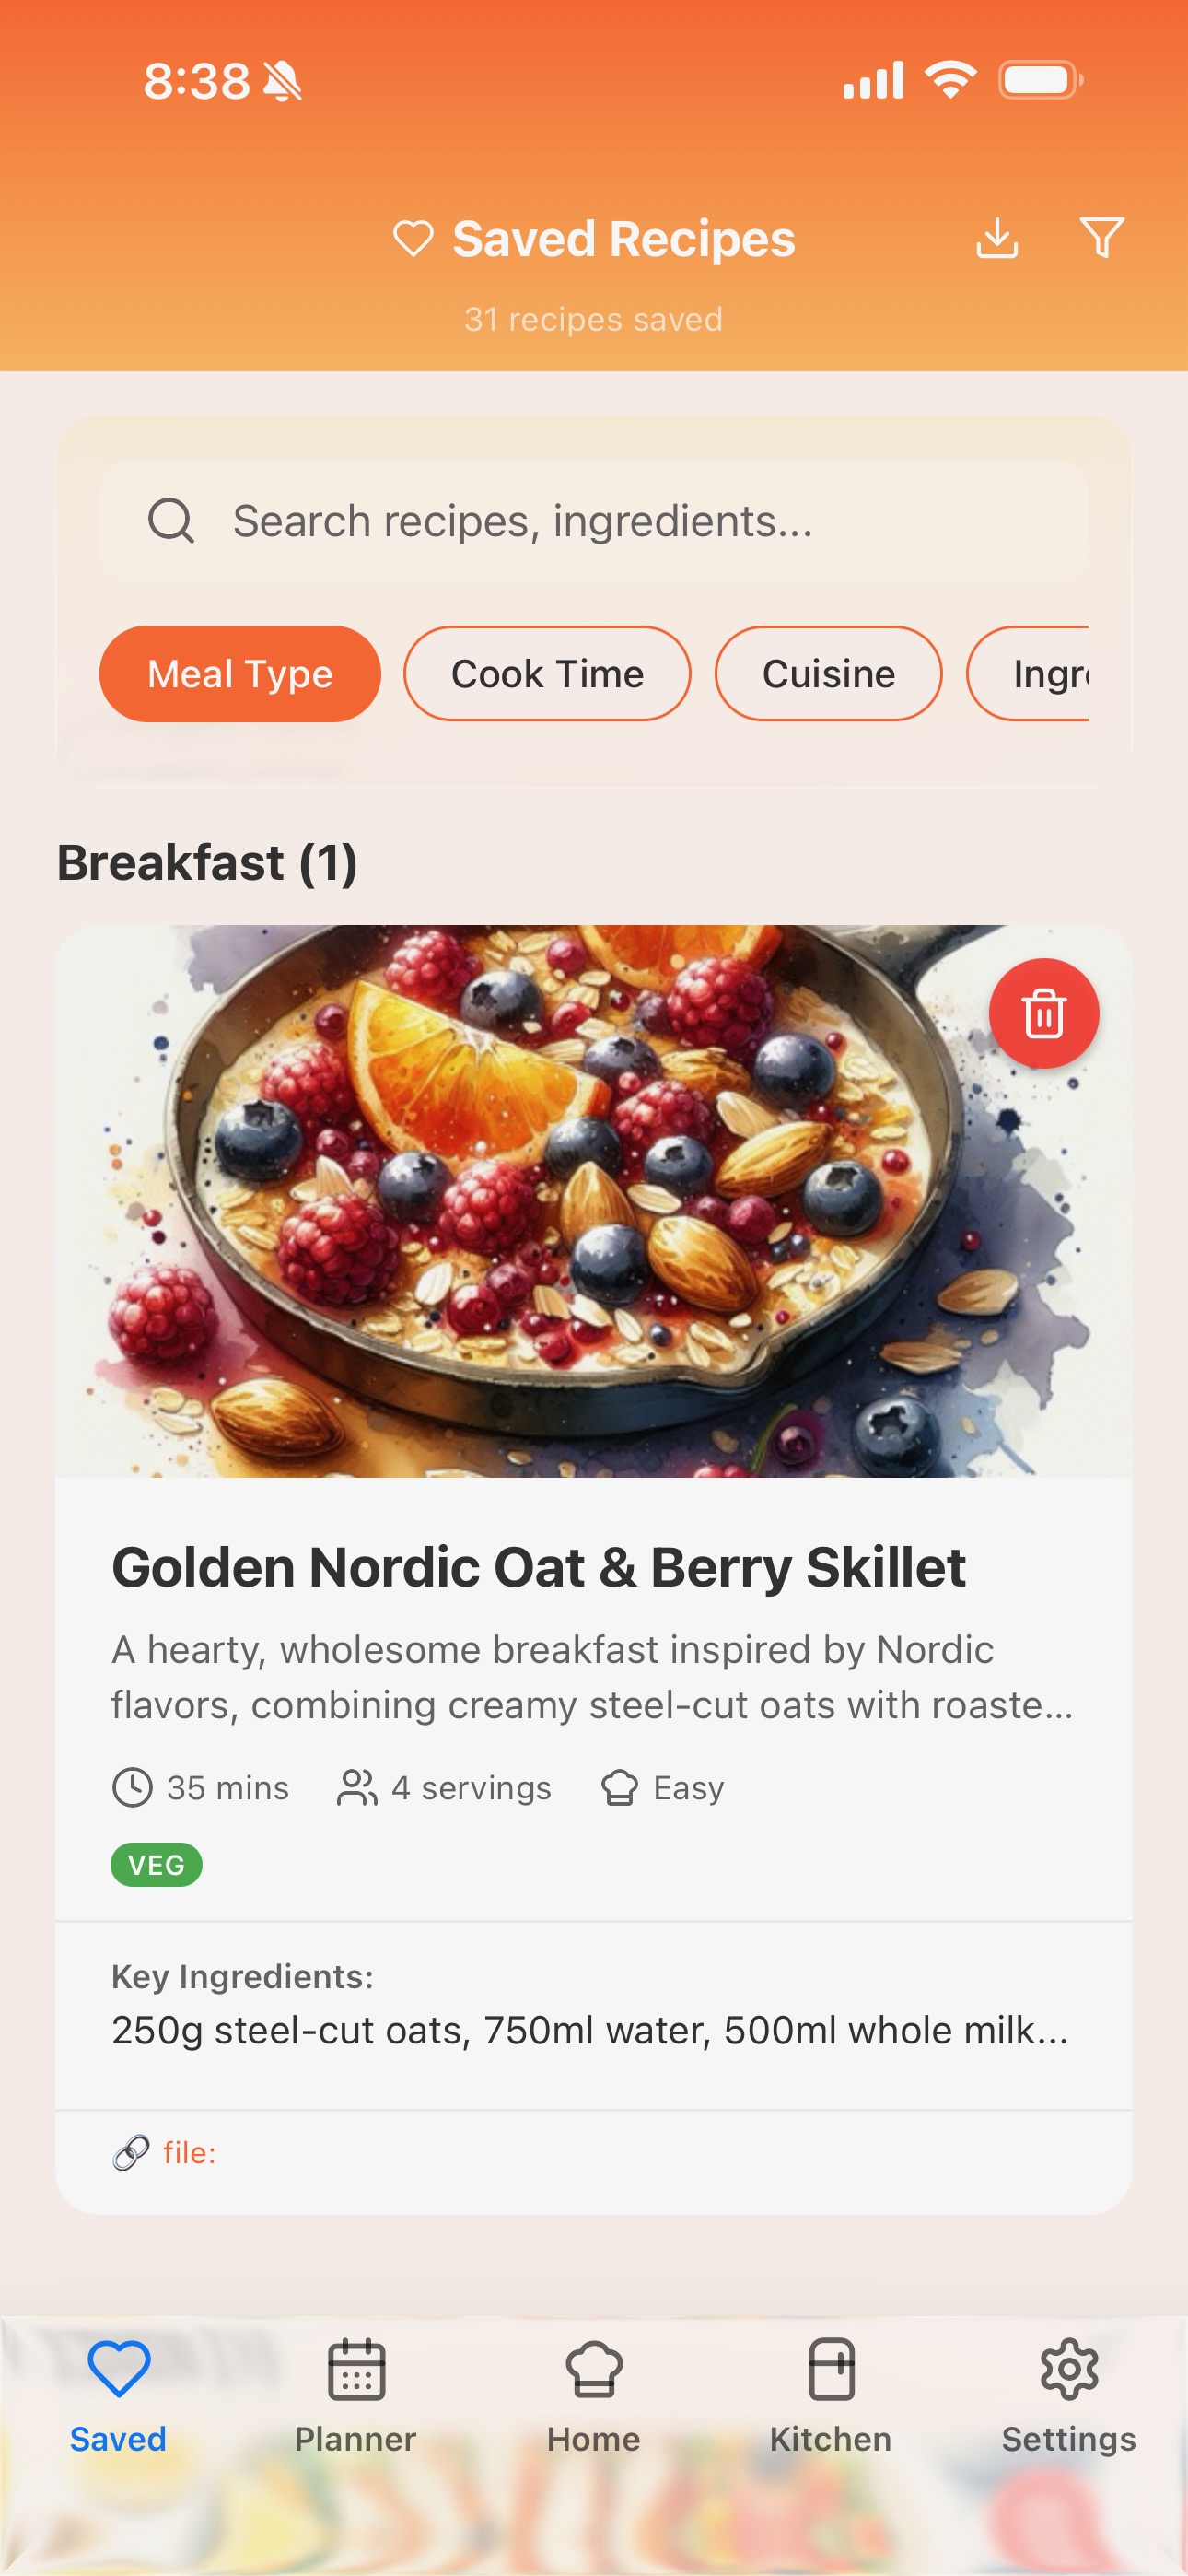 8:38
Saved Recipes
31 recipes saved
Search recipes, ingredients...
Meal Type
Cook Time
Cuisine
Ingre
Breakfast (1)
Golden Nordic Oat & Berry Skillet
A hearty, wholesome breakfast inspired by Nordic
flavors, combining creamy steel-cut oats with roaste...
35 mins
4 servings
Easy
VEG
Key Ingredients:
250g steel-cut oats, 750ml water, 500ml whole milk...
file:
Saved
Planner
Home
Kitchen
Settings